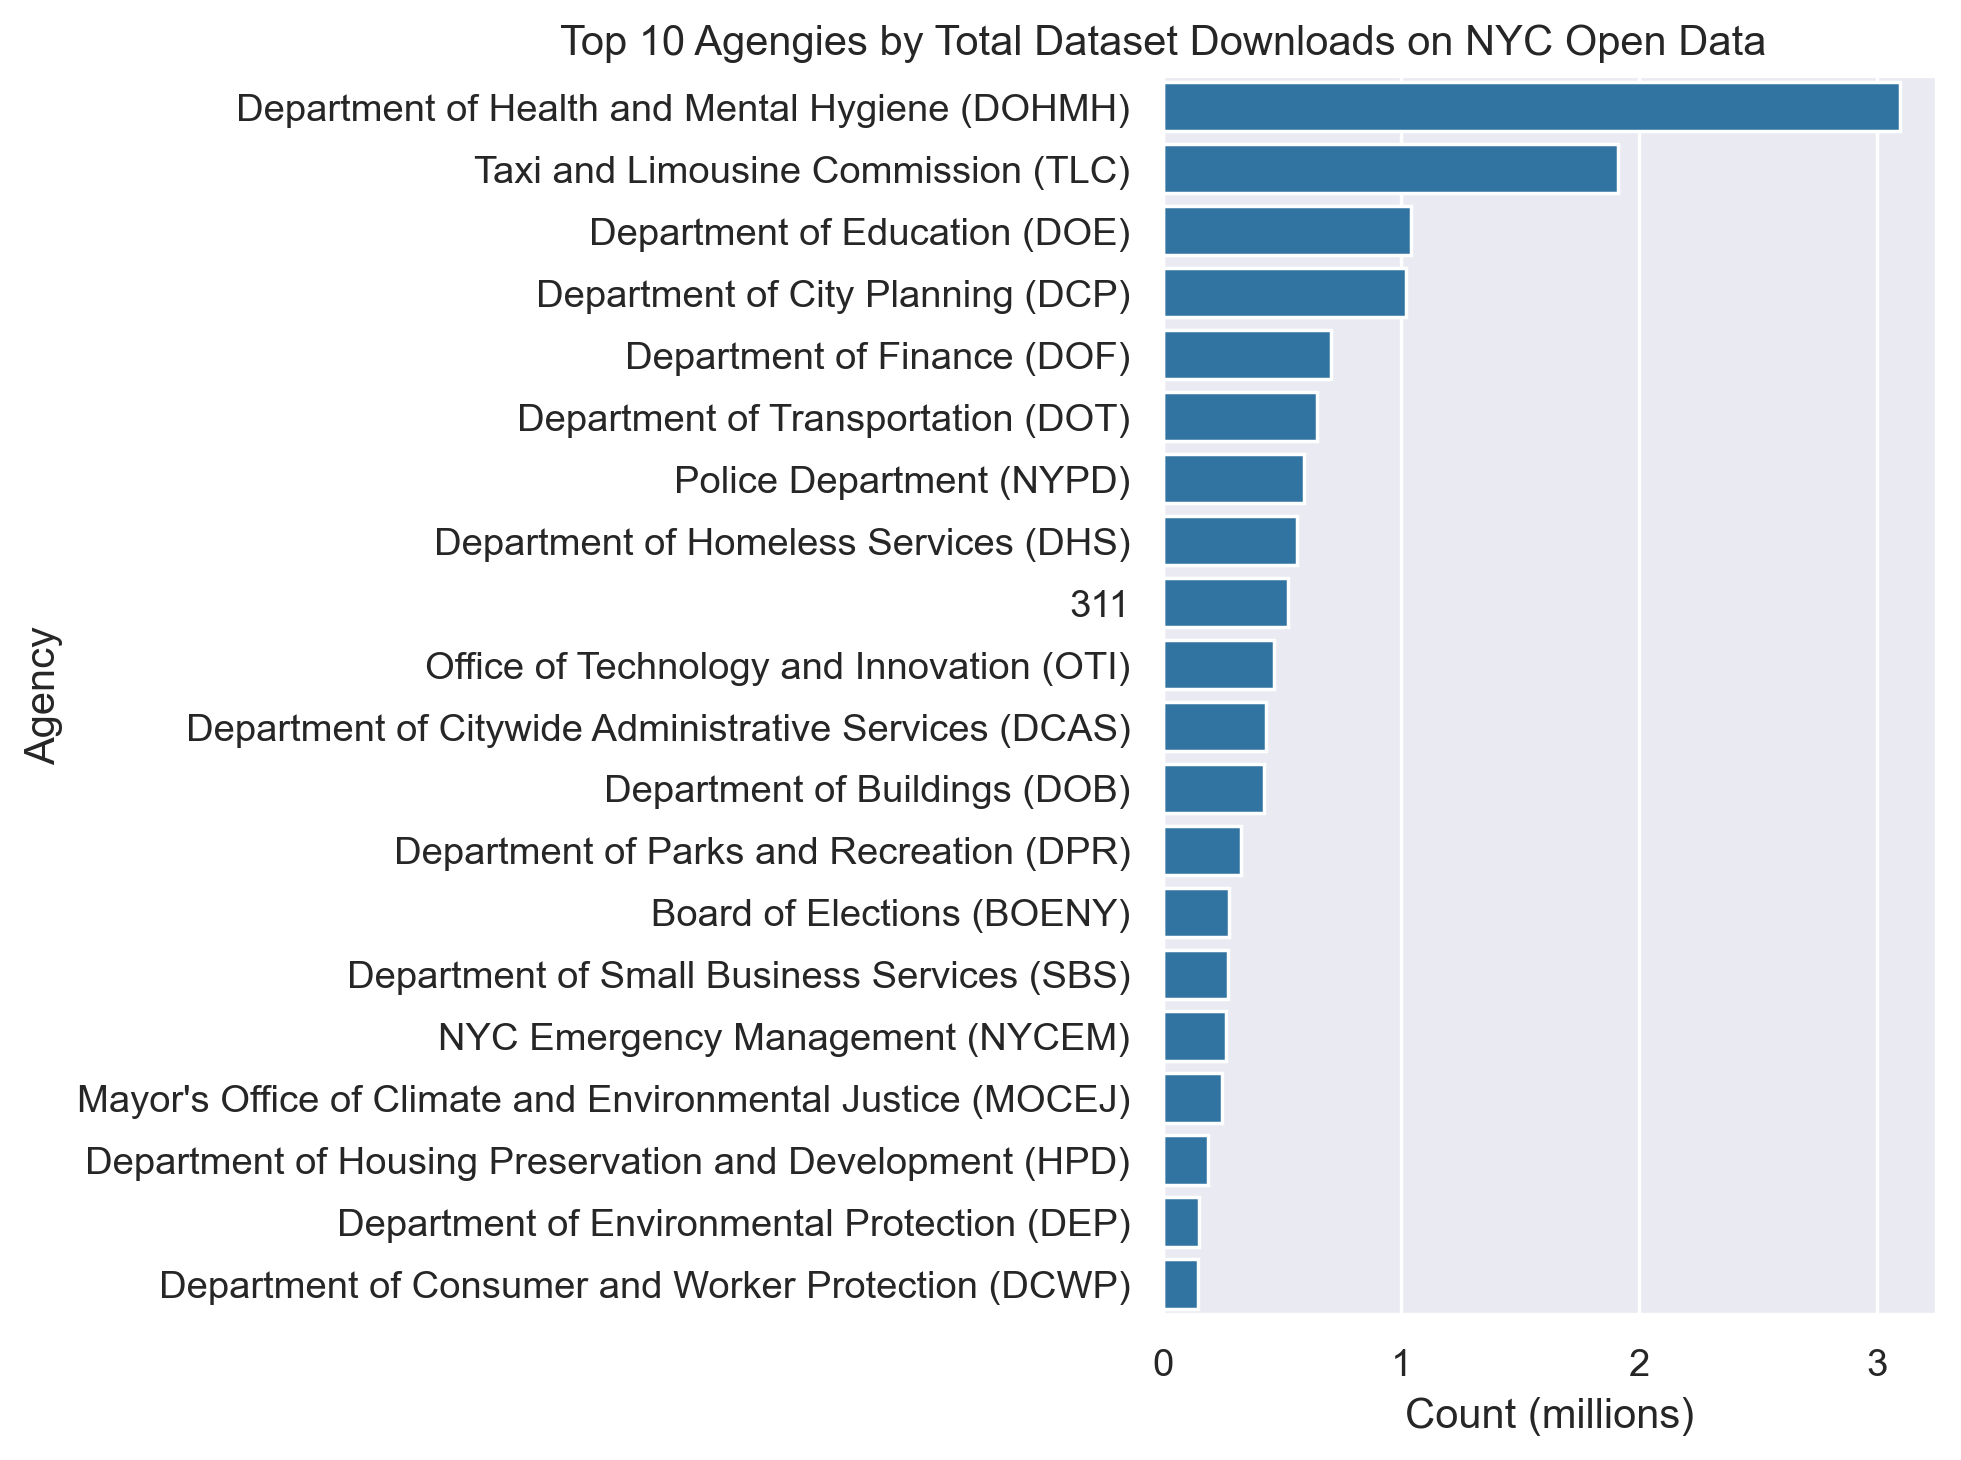 Top 10 Agengies by Total Dataset Downloads on NYC Open Data
Department of Health and Mental Hygiene (DOHMH)
Taxi and Limousine Commission (TLC)
Department of Education (DOE)
Department of City Planning (DCP)
Department of Finance (DOF)
Department of Transportation (DOT)
Police Department (NYPD)
Department of Homeless Services (DHS)
311
Office of Technology and Innovation (OTI)
Department of Citywide Administrative Services (DCAS)
Department of Buildings (DOB)
Department of Parks and Recreation (DPR)
Board of Elections (BOENY)
Department of Small Business Services (SBS)
NYC Emergency Management (NYCEM)
Mayor's Office of Climate and Environmental Justice (MOCEJ)
Department of Housing Preservation and Development (HPD)
Department of Environmental Protection (DEP)
Department of Consumer and Worker Protection (DCWP)
Agency
0 1 2 3
Count (millions)